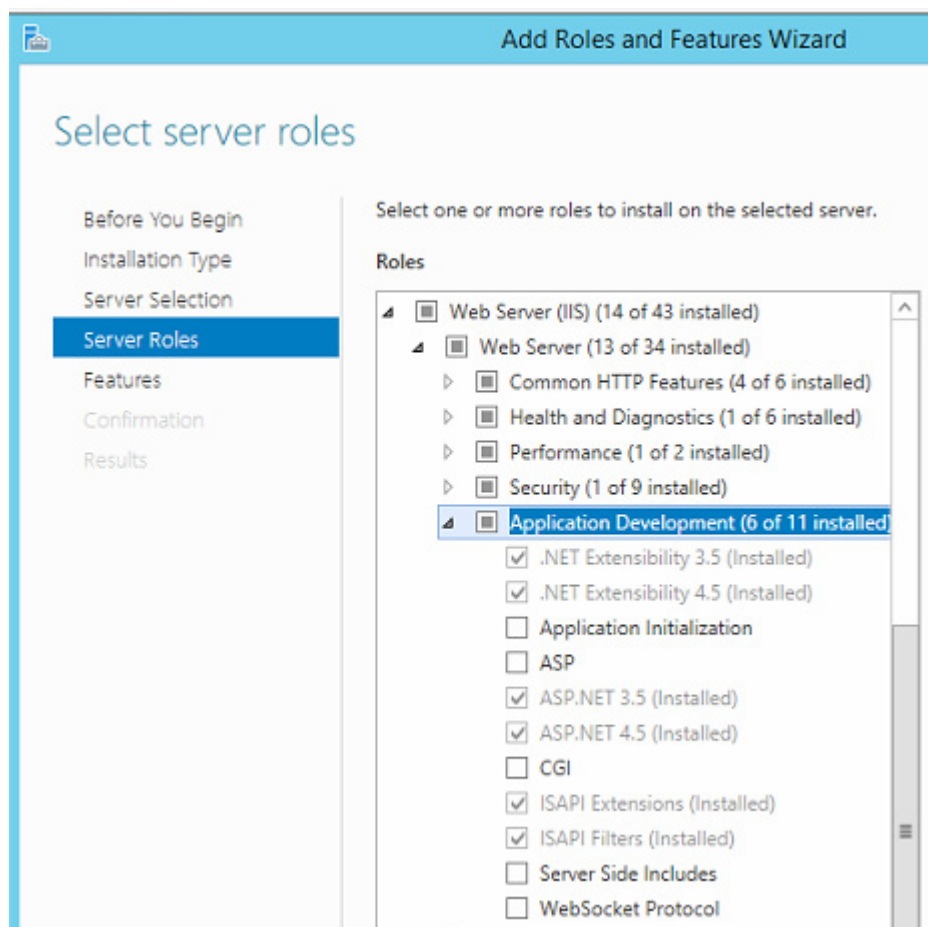 Add Roles and Features Wizard
Select server roles
Before You Begin
Installation Type
Server Selection
Server Roles
Features
Confirmation
Results
Select one or more roles to install on the selected server.
Roles
Web Server (IIS) (14 of 43 installed)
Web Server (13 of 34 installed)
Common HTTP Features (4 of 6 installed)
Health and Diagnostics (1 of 6 installed)
Performance (1 of 2 installed)
Security (1 of 9 installed)
Application Development (6 of 11 installed)
.NET Extensibility 3.5 (Installed)
.NET Extensibility 4.5 (Installed)
Application Initialization
ASP
ASP.NET 3.5 (Installed)
ASP.NET 4.5 (Installed)
CGI
ISAPI Extensions (Installed)
ISAPI Filters (Installed)
Server Side Includes
WebSocket Protocol